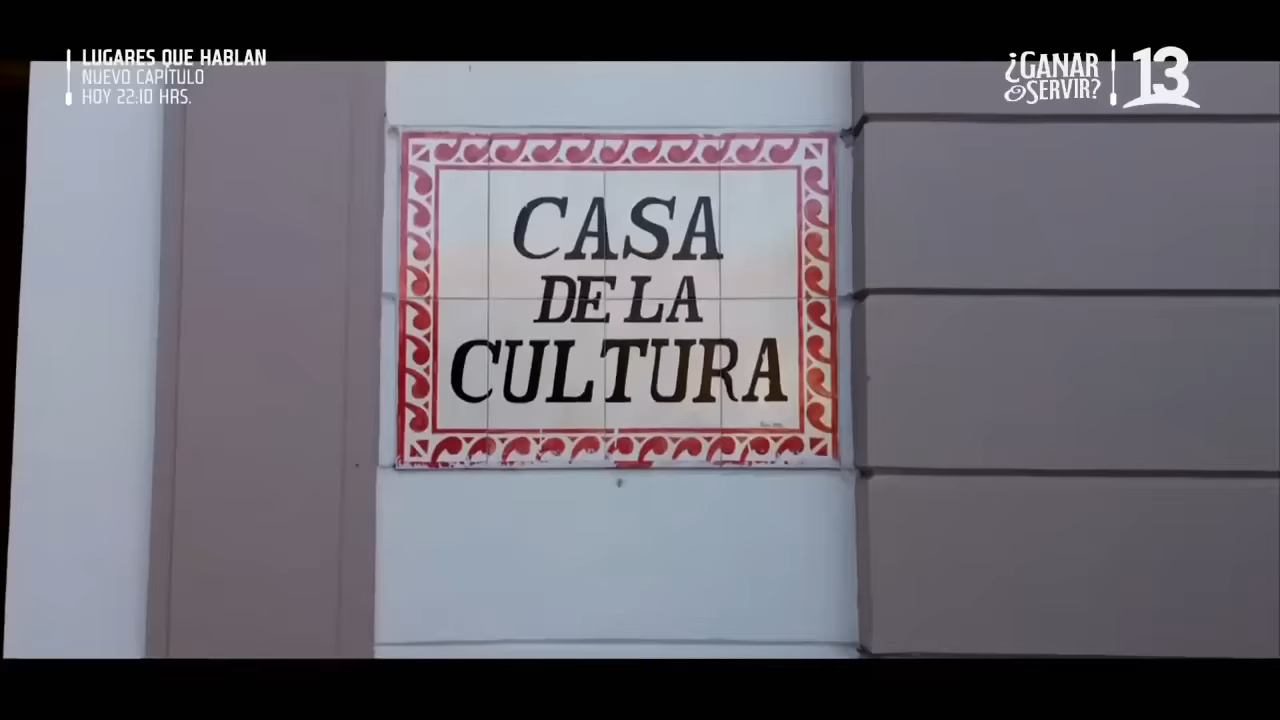 LUGARES QUE HABLAN
NUEVO CAPÍTULO
HOY 22:10 HRS.
¿GANAR
O SERVIR?
13
CASA
DE LA
CULTURA